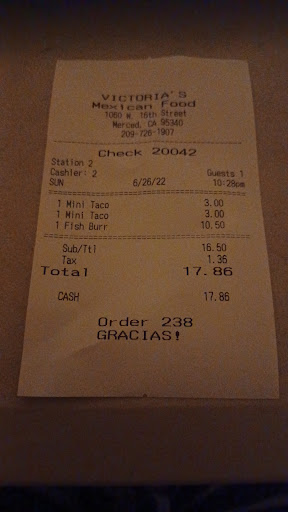 VICTORIA'S
Mexican Food
1060 W. 16th Street
Merced, CA 95340
209-726-1907
Check 20042
Station 2
Cashier: 2 Guests 1
SUN 6/26/22 10:28pm
1 Mini Taco 3.00
1 Mini Taco 3.00
1 Fish Burr 10.50
Sub/Ttl 16.50
Tax 1.36
Total 17.86
CASH 17.86
Order 238
GRACIAS!